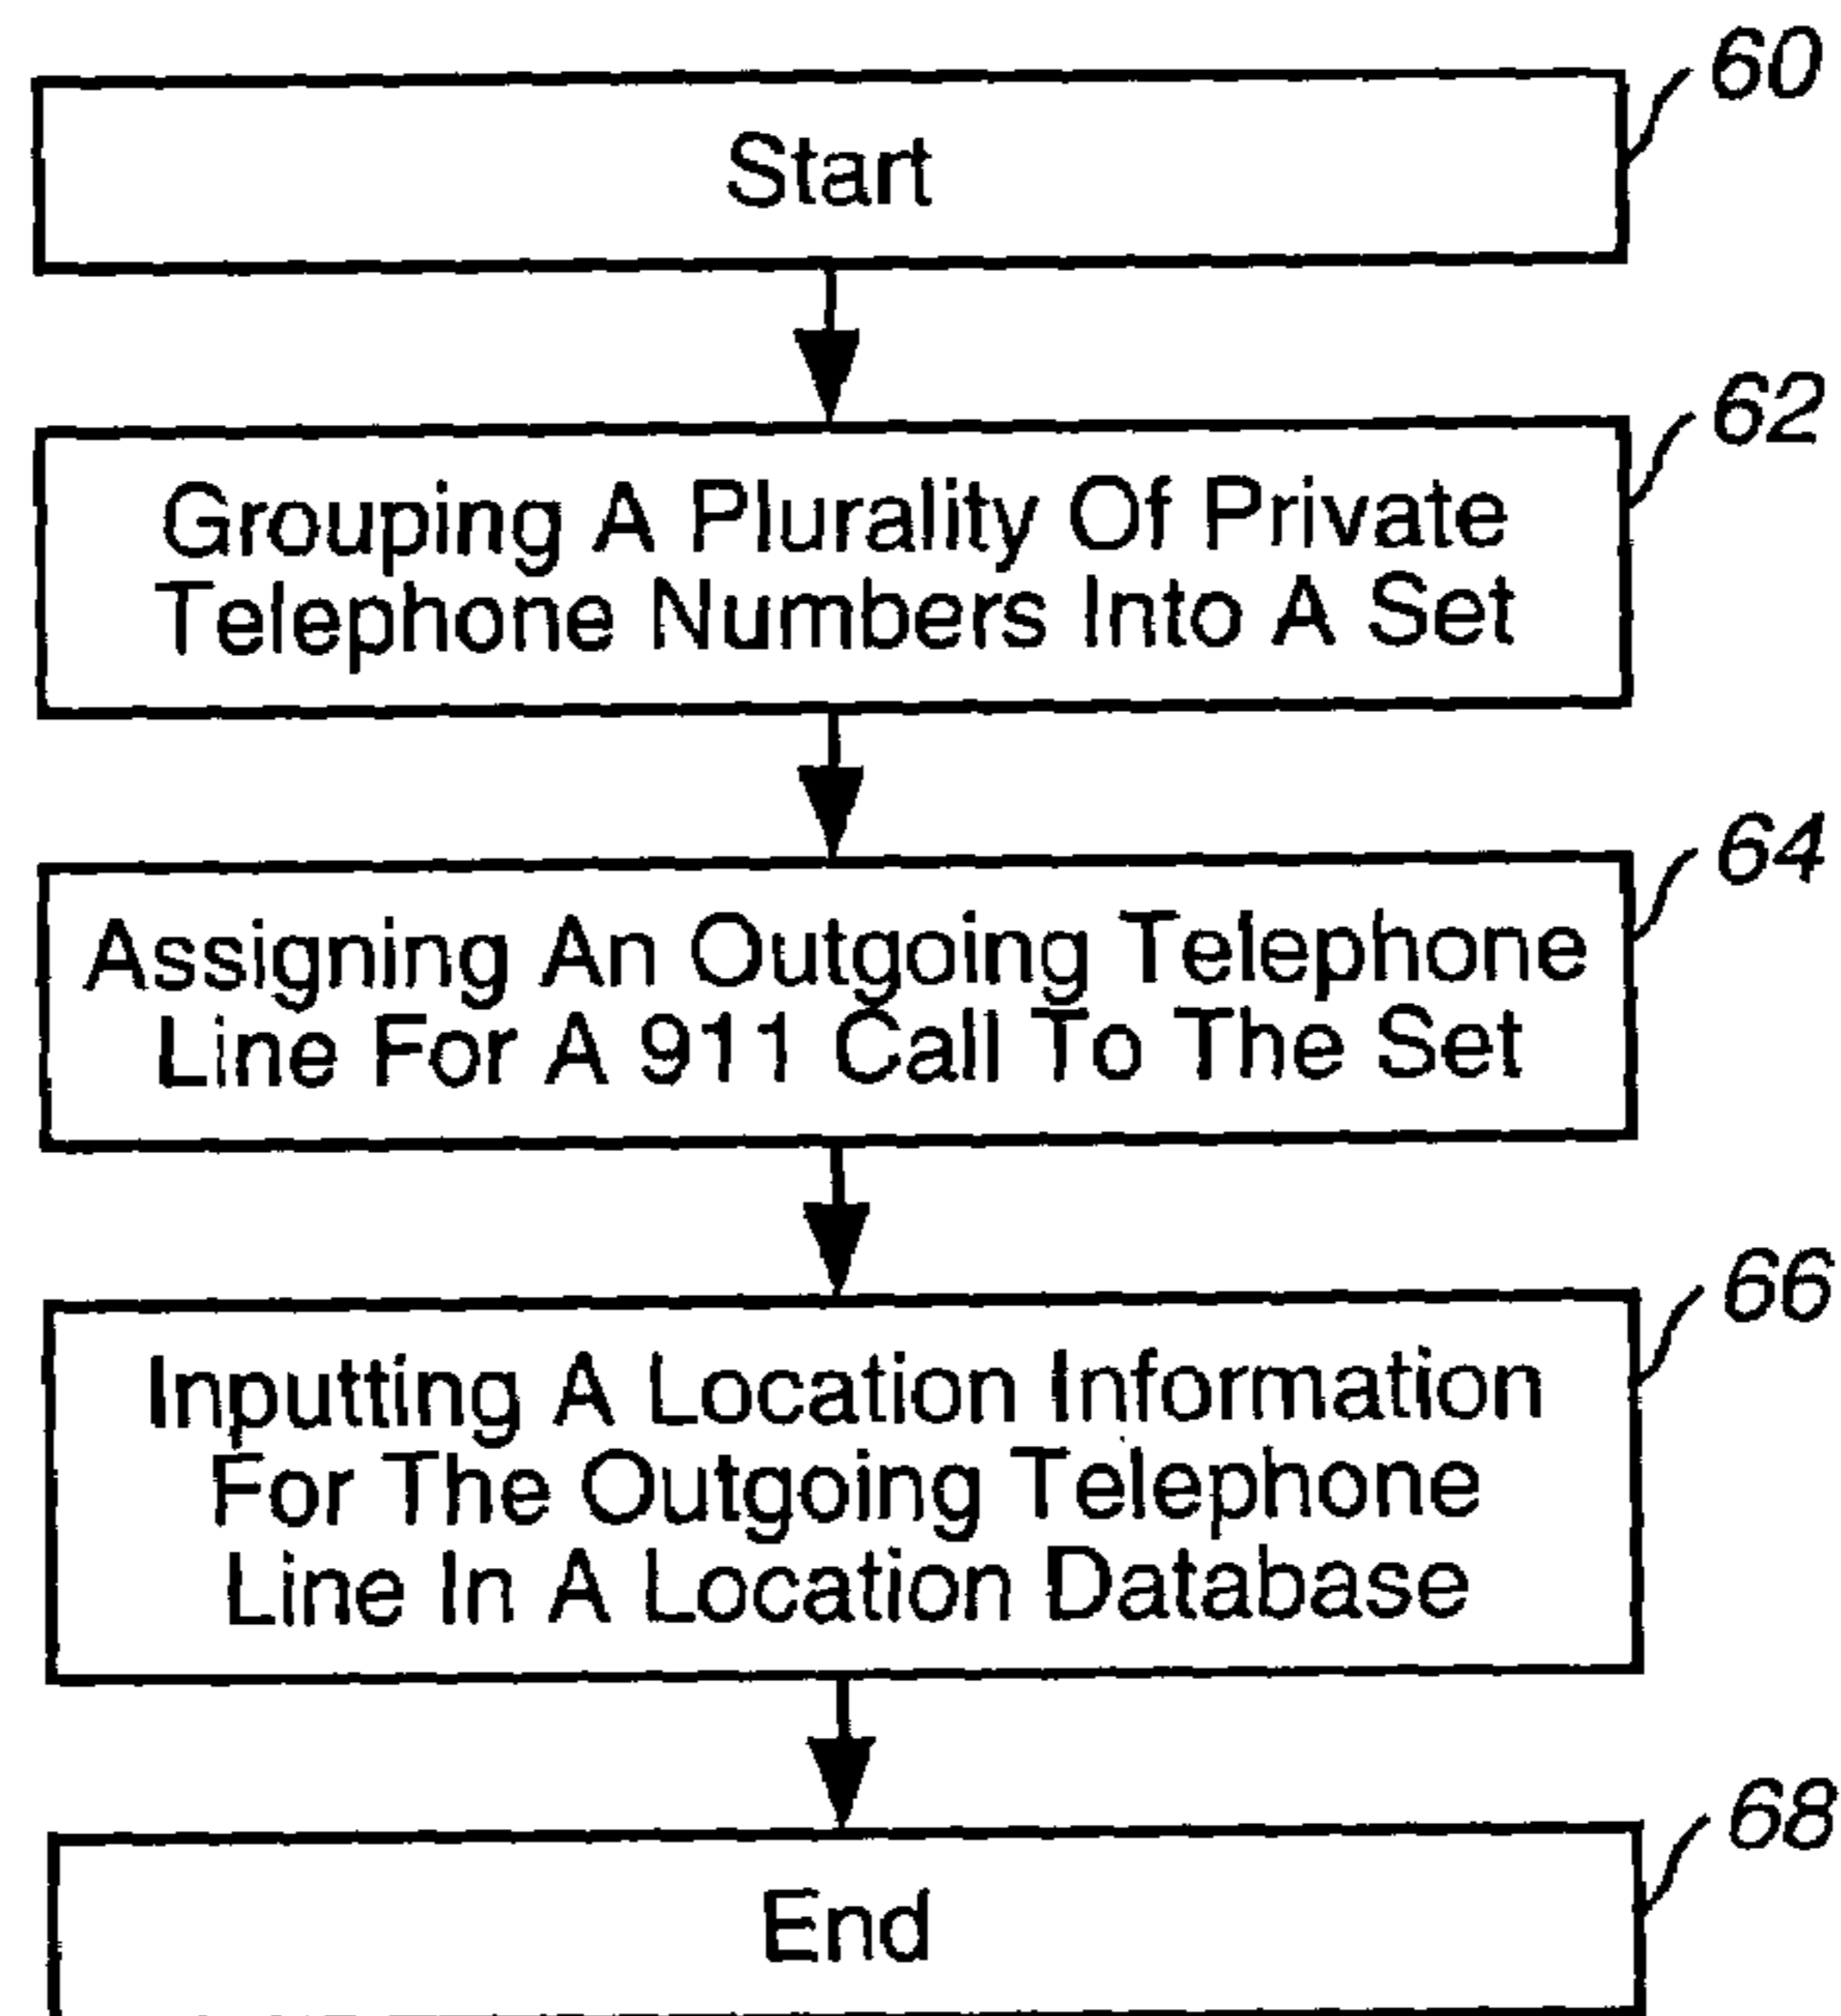 60
Start
62
Grouping A Plurality Of Private
Telephone Numbers Into A Set
64
Assigning An Outgoing Telephone
Line For A 911 Call To The Set
66
Inputting A Location Information
For The Outgoing Telephone
Line In A Location Database
68
End